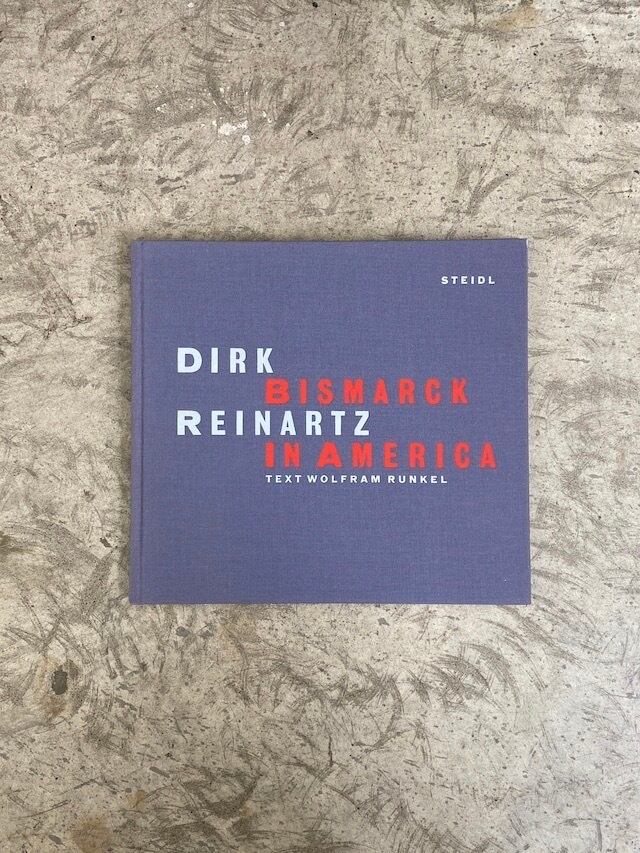 STEIDL
DIRK
BISMARCK
REINARTZ
IN AMERICA
TEXT WOLFRAM RUNKEL